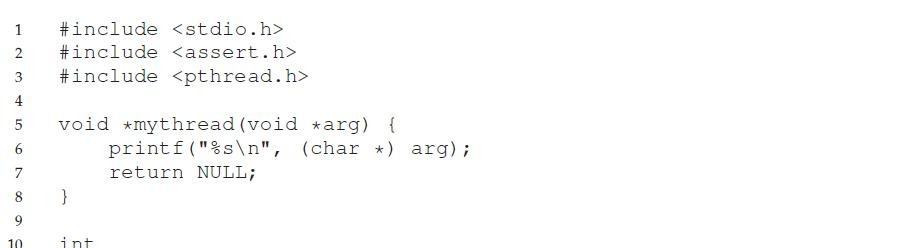 1 #include <stdio.h>
2 #include <assert.h>
3 #include <pthread.h>
4
5 void *mythread(void *arg) {
6     printf("%s\n", (char *) arg);
7     return NULL;
8 }
9
10 int